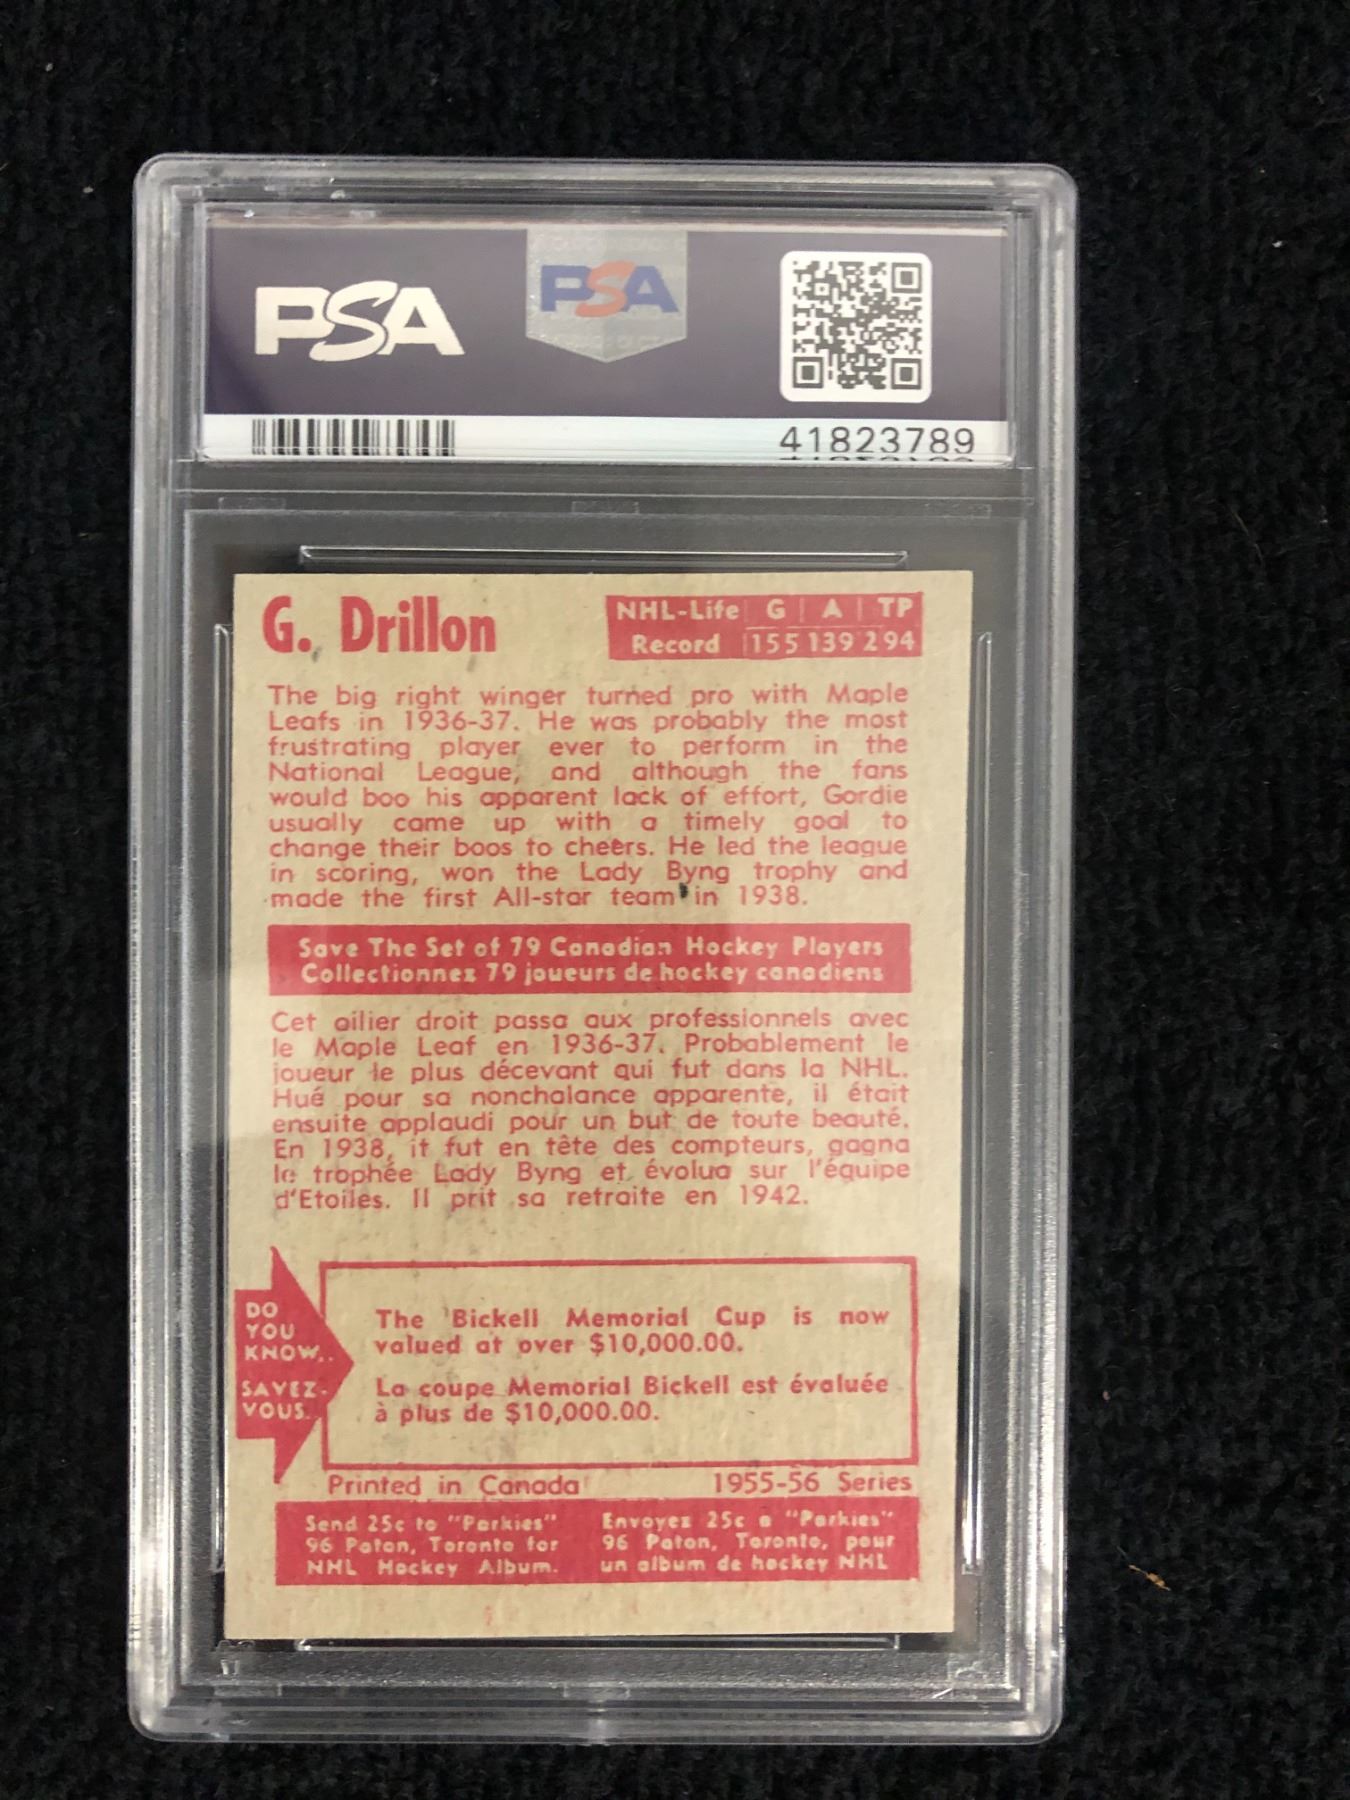 PSA
PSA
41823789
G. Drillon
NHL-Life G A TP
Record 155 139 294
The big right winger turned pro with Maple
Leafs in 1936-37. He was probably the most
frustrating player ever to perform in the
National League, and although the fans
would boo his apparent lack of effort, Gordie
usually came up with a timely goal to
change their boos to cheers. He led the league
in scoring, won the Lady Byng trophy and
made the first All-star team in 1938.
Save The Set of 79 Canadian Hockey Players
Collectionnez 79 joueurs de hockey canadiens
Cet ailier droit passa aux professionnels avec
le Maple Leaf en 1936-37. Probablement le
joueur le plus décevant qui fut dans la NHL.
Hué pour sa nonchalance apparente, il était
ensuite applaudi pour un but de toute beauté.
En 1938, it fut en tête des compteurs, gagna
le trophée Lady Byng et évolua sur l'équipe
d'Etoiles. Il prit sa retraite en 1942.
DO
YOU
KNOW..
SAVEZ-
VOUS..
The Bickell Memorial Cup is now
valued at over $10,000.00.
La coupe Memorial Bickell est évaluée
à plus de $10,000.00.
Printed in Canada 1955-56 Series
Send 25c to "Parkies"
96 Paton, Toronto for
NHL Hockey Album.
Envoyez 25c a "Parkies"
96 Paton, Toronto, pour
un album de hockey NHL